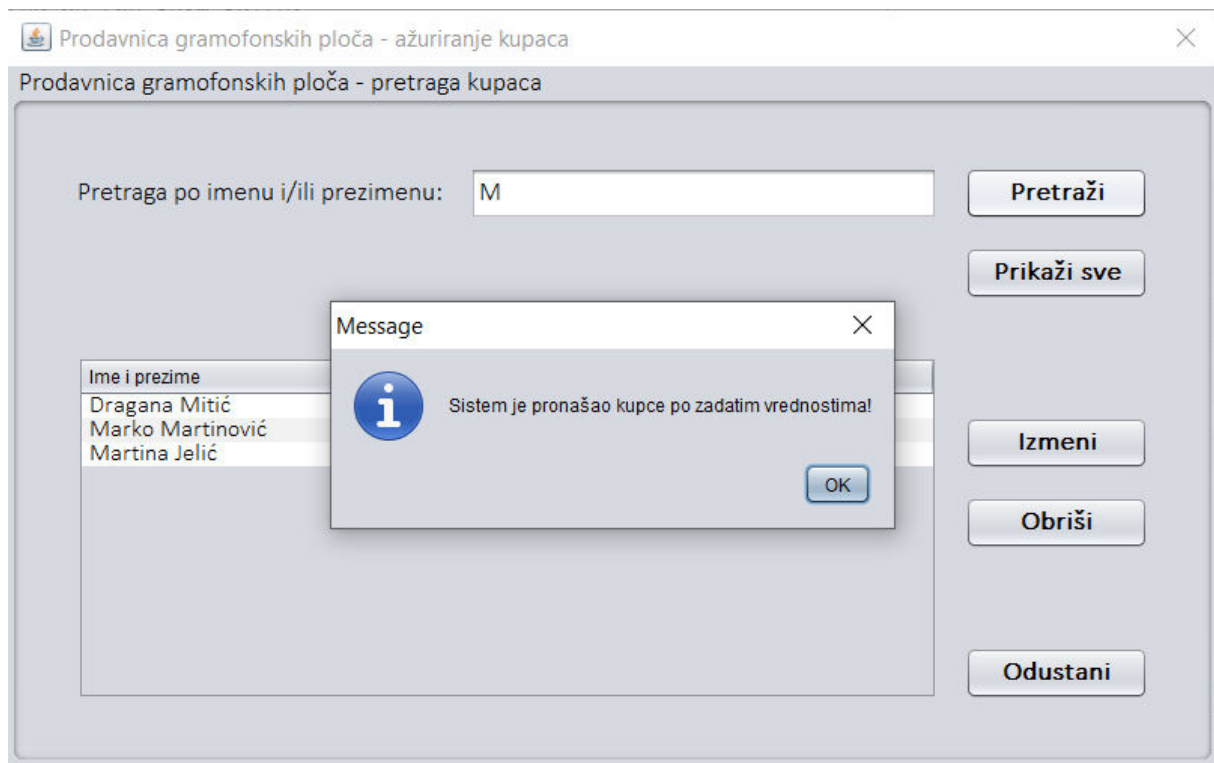 Prodavnica gramofonskih ploča - ažuriranje kupaca
Prodavnica gramofonskih ploča - pretraga kupaca
Pretraga po imenu i/ili prezimenu:
M
Pretraži
Prikaži sve
Message
Sistem je pronašao kupce po zadatim vrednostima!
OK
Ime i prezime
Dragana Mitić
Marko Martinović
Martina Jelić
Izmeni
Obriši
Odustani